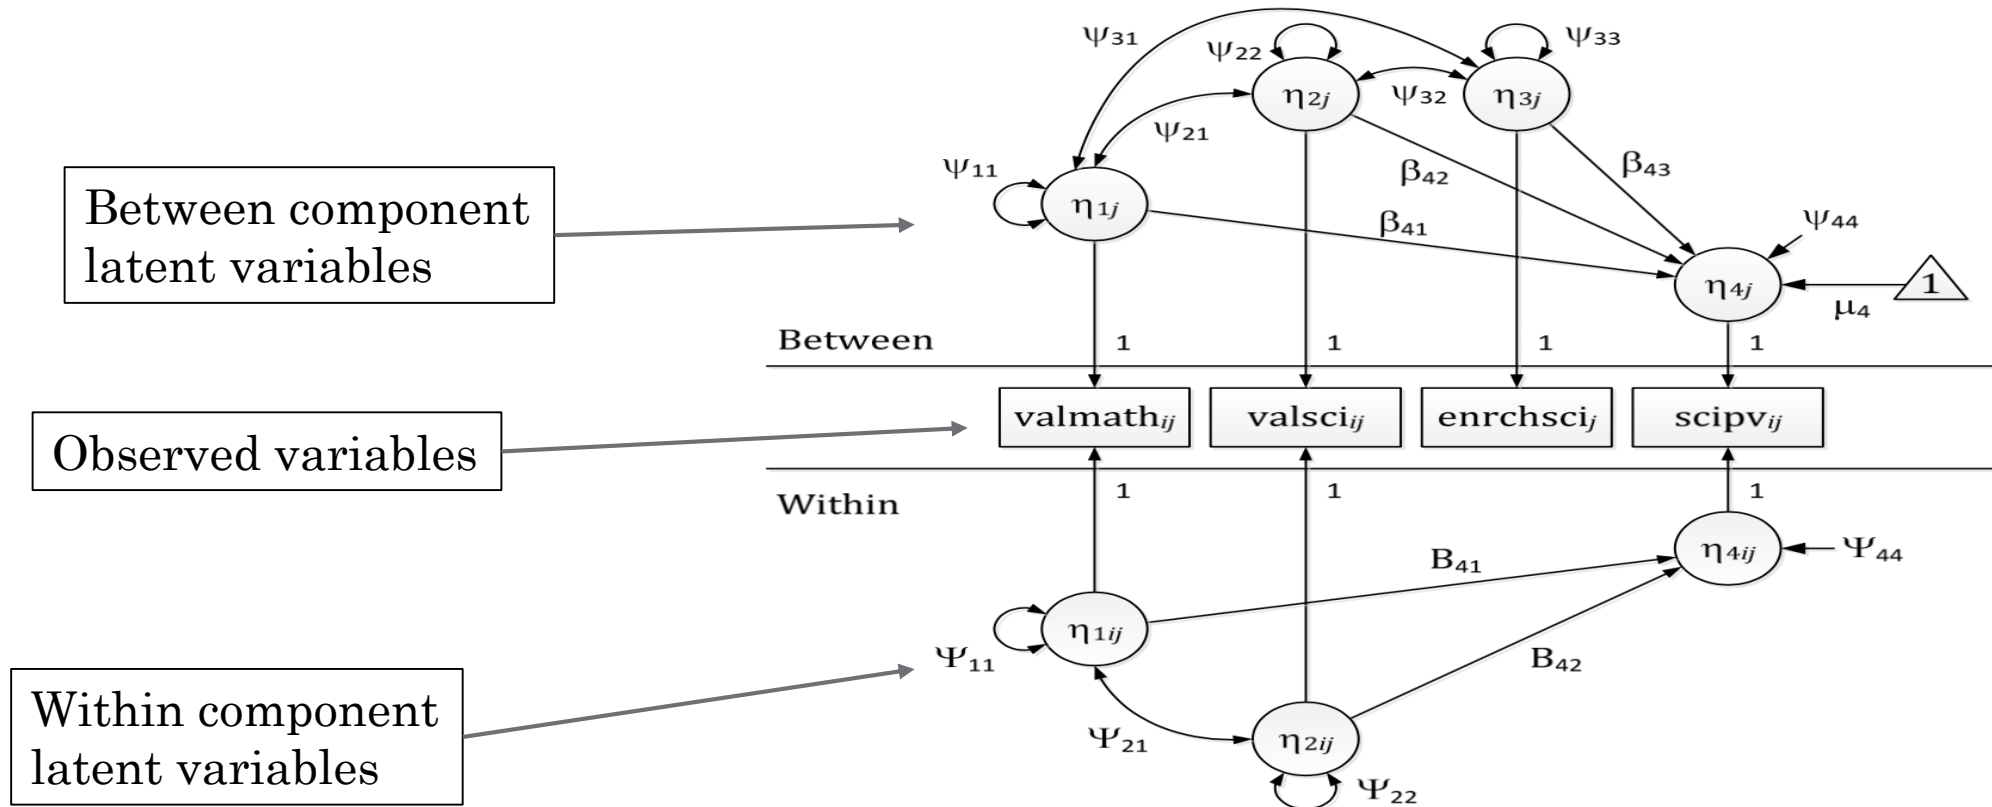 ψ₃₁
ψ₂₂
ψ₃₃
η₂ⱼ
ψ₃₂
η₃ⱼ
ψ₂₁
ψ₁₁
β₄₂
β₄₃
Between component
latent variables
η₁ⱼ
β₄₁
ψ₄₄
η₄ⱼ
1
μ₄
Between
1
1
1
1
Observed variables
valmathᵢⱼ
valsciᵢⱼ
enrchsciⱼ
scipvᵢⱼ
Within
1
1
1
B₄₁
η₄ᵢⱼ
Ψ₄₄
η₁ᵢⱼ
Ψ₁₁
B₄₂
Within component
latent variables
Ψ₂₁
η₂ᵢⱼ
Ψ₂₂